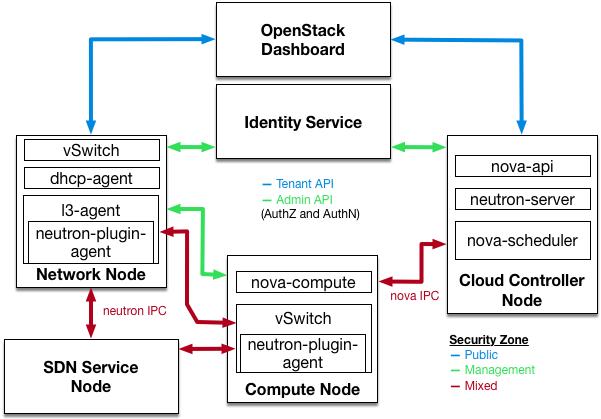 OpenStack
Dashboard
Identity Service
vSwitch
dhcp-agent
l3-agent
neutron-plugin-
agent
Network Node
– Tenant API
– Admin API
(AuthZ and AuthN)
nova-api
neutron-server
nova-scheduler
Cloud Controller
Node
neutron IPC
nova-compute
vSwitch
neutron-plugin-
agent
Compute Node
nova IPC
SDN Service
Node
Security Zone
– Public
– Management
– Mixed